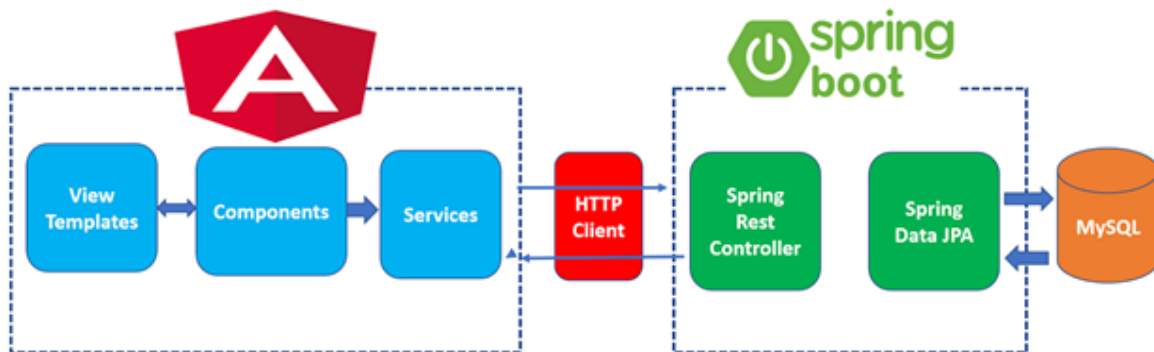 A
spring
boot
View
Templates
Components
Services
HTTP
Client
Spring
Rest
Controller
Spring
Data JPA
MySQL